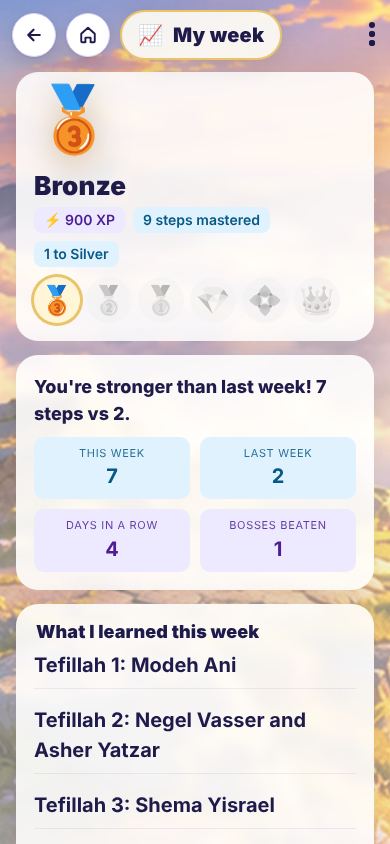 My week
Bronze
⚡ 900 XP
9 steps mastered
1 to Silver
You're stronger than last week! 7
steps vs 2.
THIS WEEK
7
LAST WEEK
2
DAYS IN A ROW
4
BOSSES BEATEN
1
What I learned this week
Tefillah 1: Modeh Ani
Tefillah 2: Negel Vasser and
Asher Yatzar
Tefillah 3: Shema Yisrael